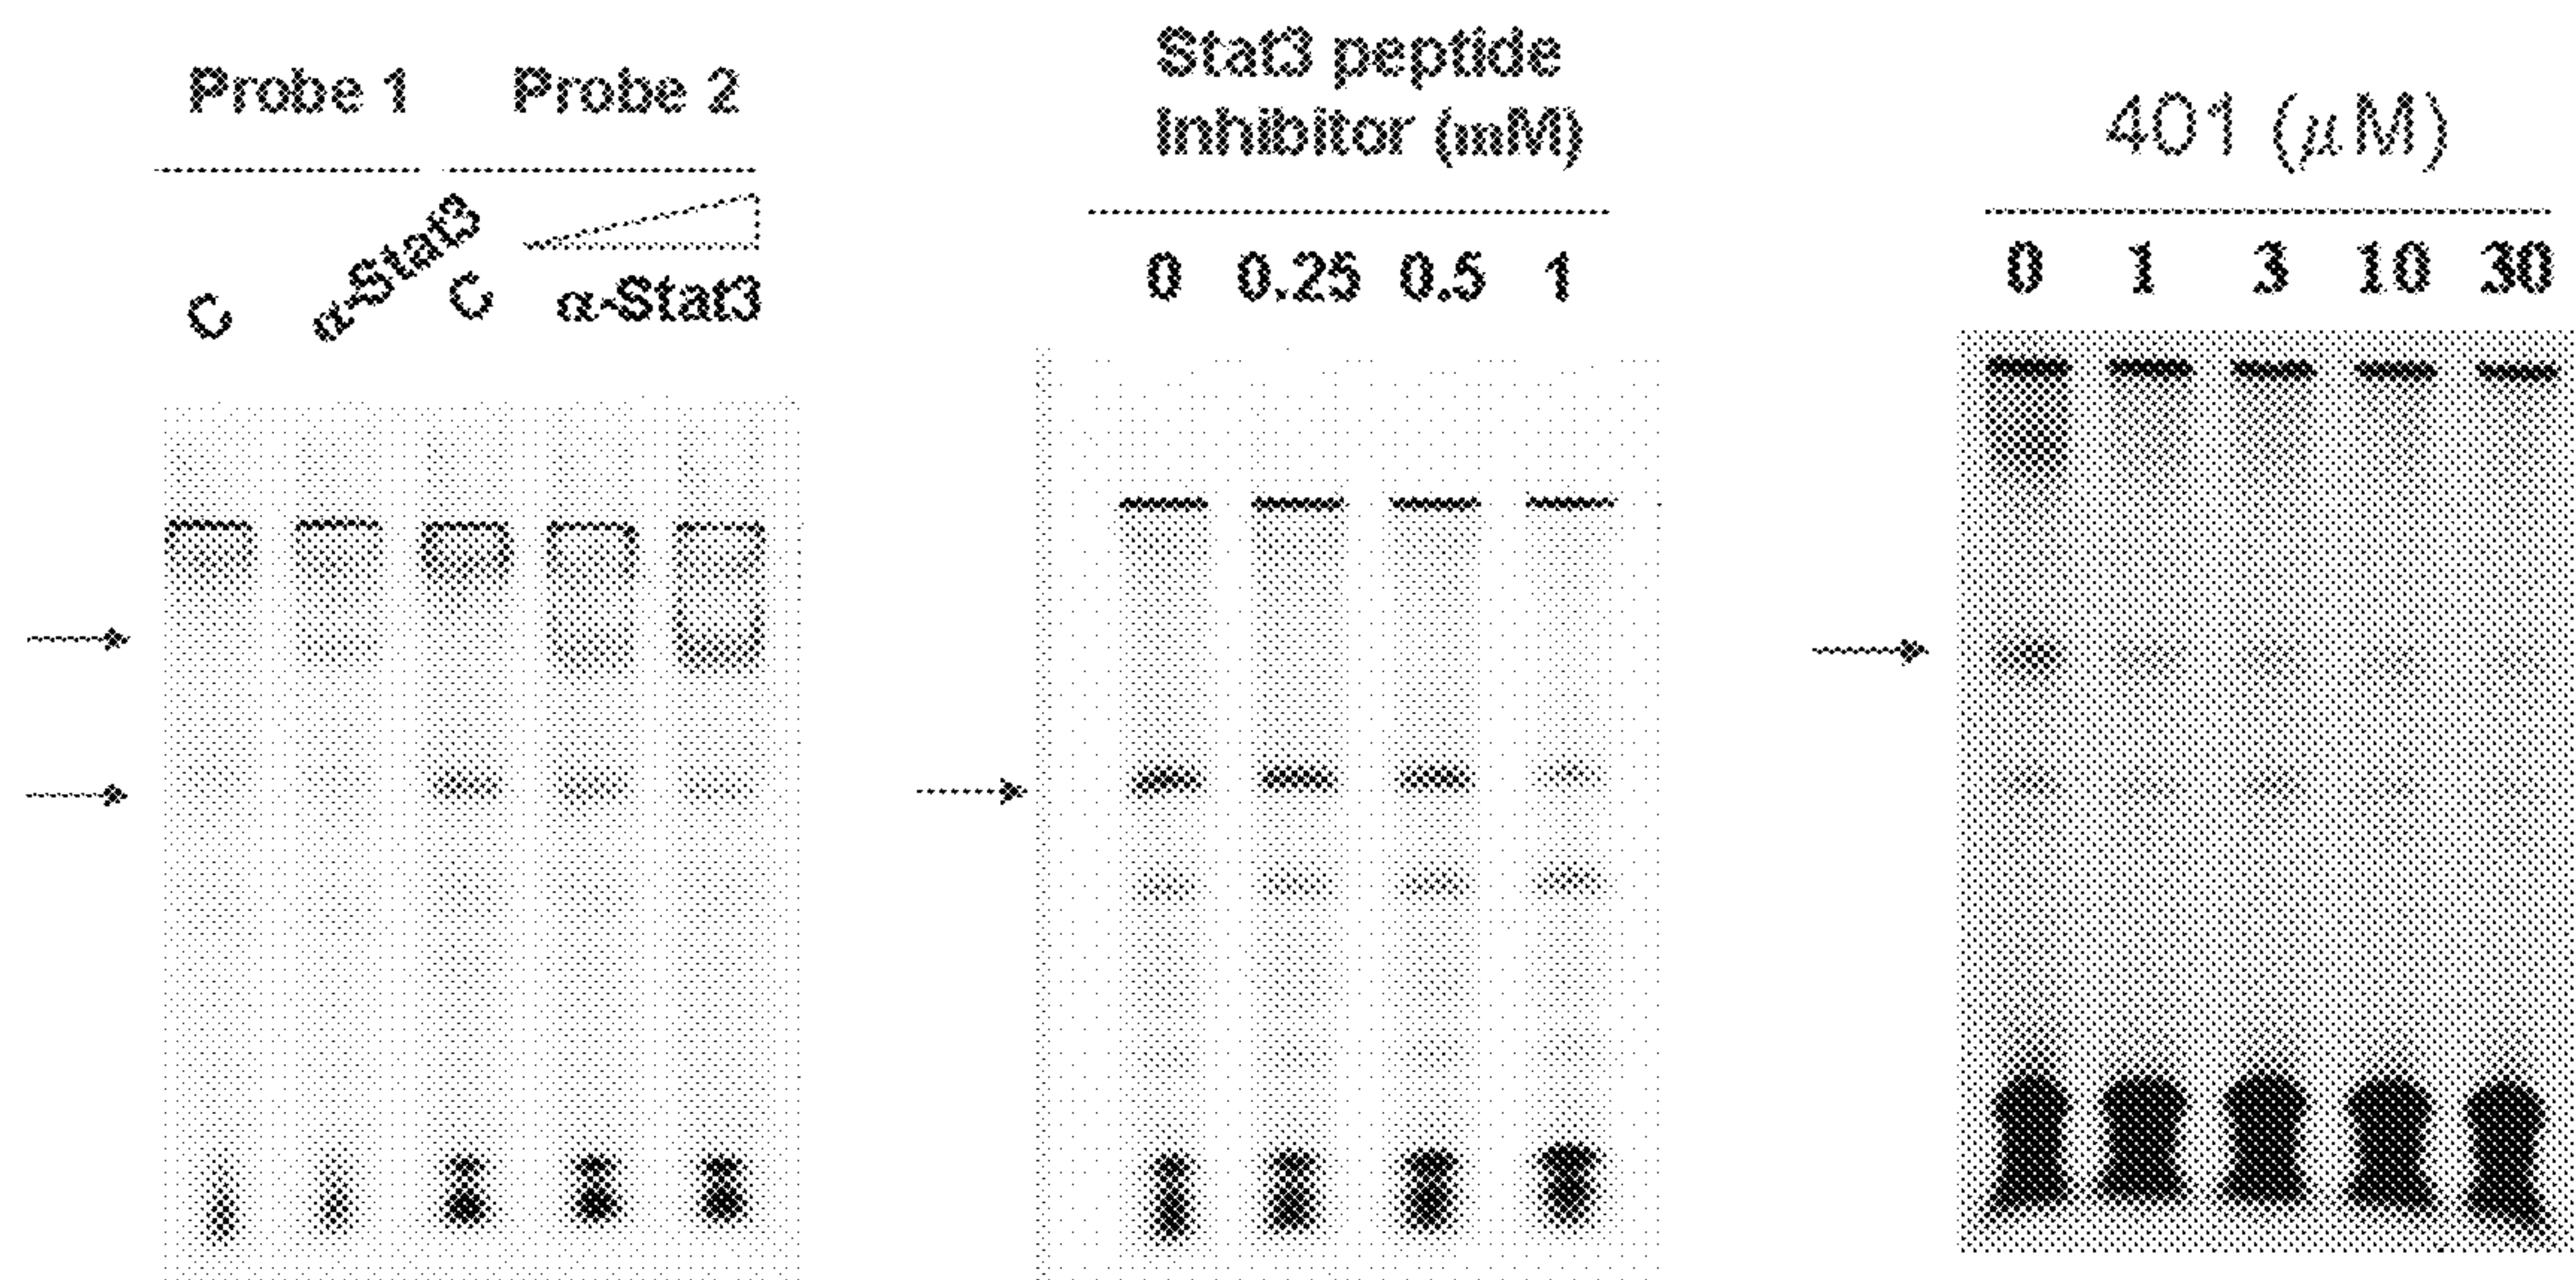 Probe 1 Probe 2
C α-Stat3 C α-Stat3
Stat3 peptide
Inhibitor (mM)
0 0.25 0.5 1
401 (μM)
0 1 3 10 30